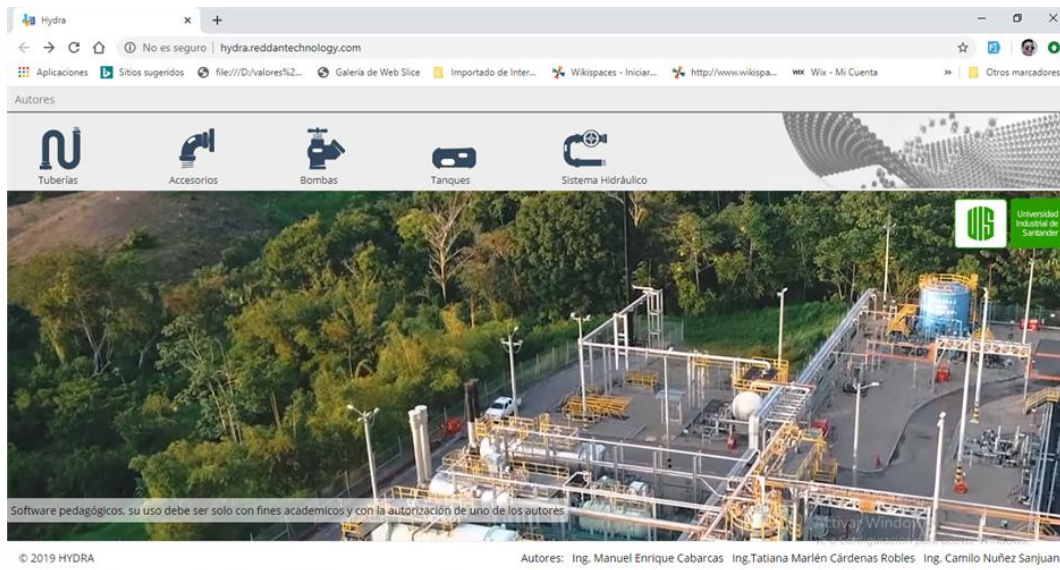 Hydra
No es seguro | hydra.reddantechnology.com
Aplicaciones
Sitios sugeridos
file:///D:/valores%2...
Galería de Web Slice
Importado de Inter...
Wikispaces - Iniciar...
http://www.wikispa...
WIX Wix - Mi Cuenta
»
Otros marcadores
Autores
Tuberías
Accesorios
Bombas
Tanques
Sistema Hidráulico
UIS
Universidad
Industrial de
Santander
Software pedagógicos, su uso debe ser solo con fines academicos y con la autorización de uno de los autores
Activar Windows
© 2019 HYDRA
Autores: Ing. Manuel Enrique Cabarcas Ing.Tatiana Marlén Cárdenas Robles Ing. Camilo Nuñez Sanjuan